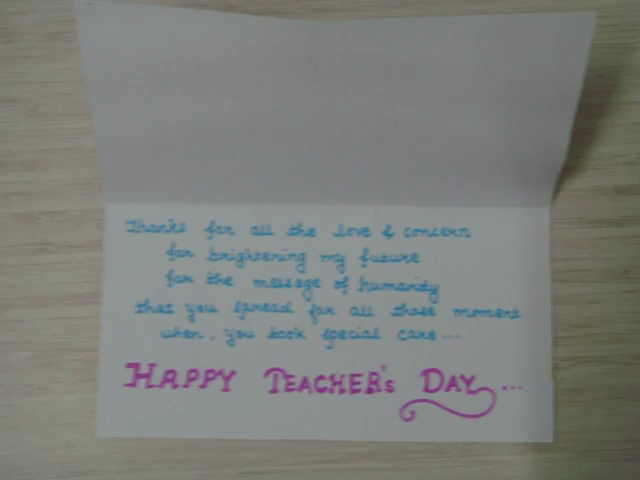 Thanks for all the love & concern
for brightening my future
for the message of humanity
that you spread for all those moment
when, you took special care...
HAPPY TEACHER's DAY...